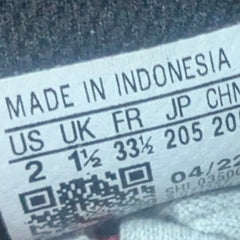 MADE IN INDONESIA
US UK FR JP CHN
2 1½ 33½ 205 20
04/22